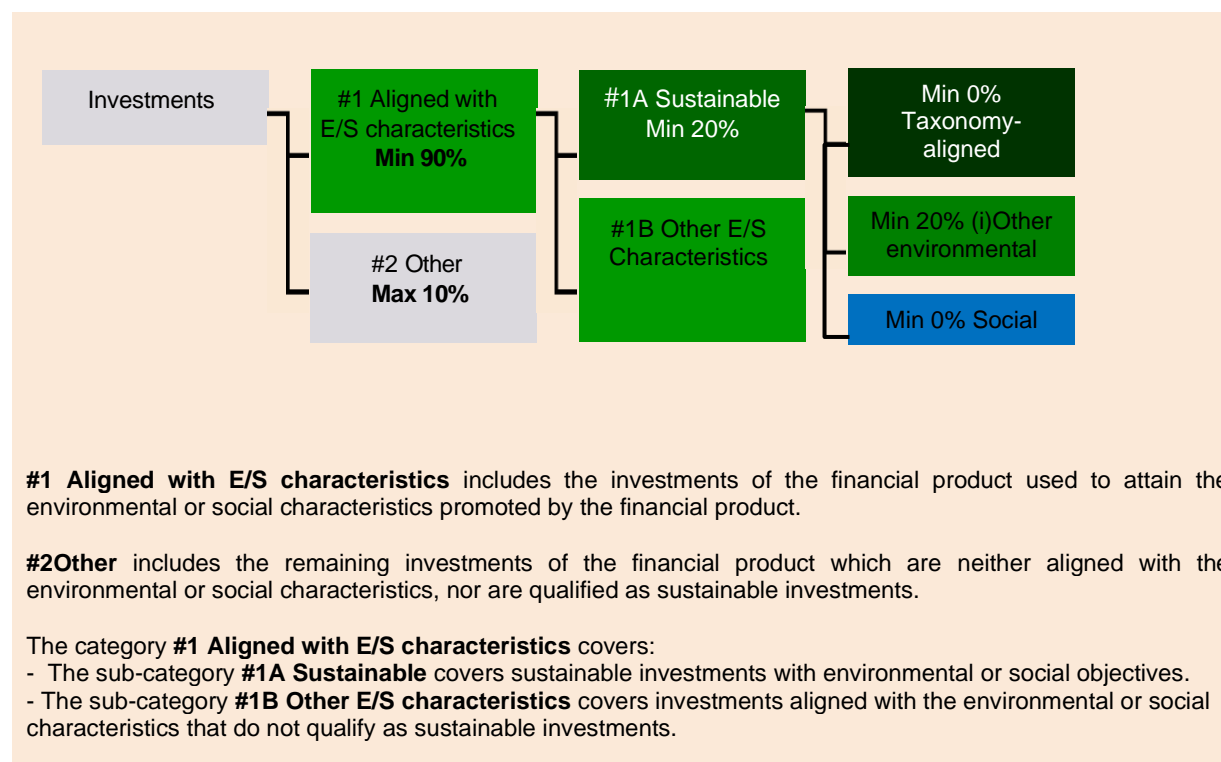 Investments
#1 Aligned with
E/S characteristics
Min 90%
#2 Other
Max 10%
#1A Sustainable
Min 20%
#1B Other E/S
Characteristics
Min 0%
Taxonomy-
aligned
Min 20% (i)Other
environmental
Min 0% Social
#1 Aligned with E/S characteristics includes the investments of the financial product used to attain the
environmental or social characteristics promoted by the financial product.
#2Other includes the remaining investments of the financial product which are neither aligned with the
environmental or social characteristics, nor are qualified as sustainable investments.
The category #1 Aligned with E/S characteristics covers:
- The sub-category #1A Sustainable covers sustainable investments with environmental or social objectives.
- The sub-category #1B Other E/S characteristics covers investments aligned with the environmental or social
characteristics that do not qualify as sustainable investments.